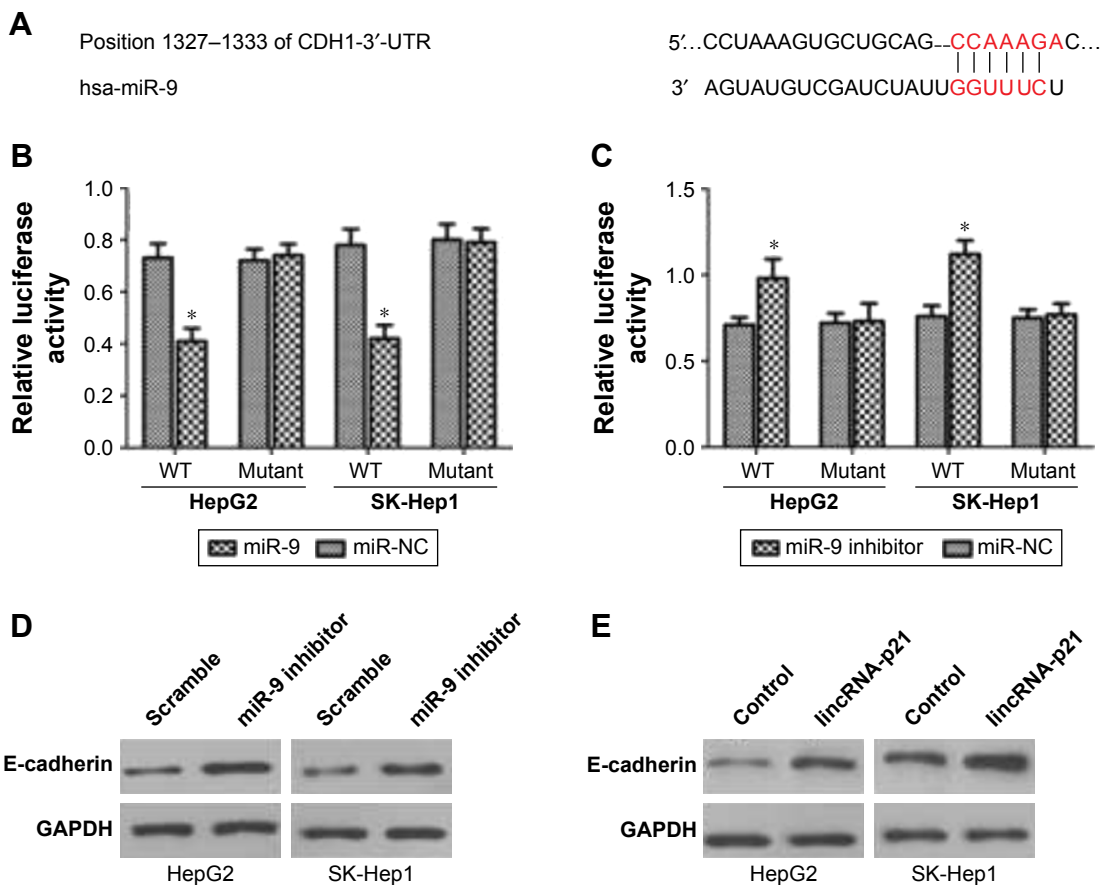 A
Position 1327–1333 of CDH1-3′-UTR
5′...CCUAAAGUGCUGCAG--CCAAAGAC...
hsa-miR-9
3′ AGUAUGUCGAUCUAUUGGUUUCU
B
Relative luciferase
activity
1.0
0.8
0.6
0.4
0.2
0.0
*
*
WT Mutant WT Mutant
HepG2 SK-Hep1
miR-9 miR-NC
C
Relative luciferase
activity
1.5
1.0
0.5
0.0
*
*
WT Mutant WT Mutant
HepG2 SK-Hep1
miR-9 inhibitor miR-NC
D
Scramble miR-9 inhibitor Scramble miR-9 inhibitor
E-cadherin
GAPDH
HepG2 SK-Hep1
E
Control lincRNA-p21 Control lincRNA-p21
E-cadherin
GAPDH
HepG2 SK-Hep1